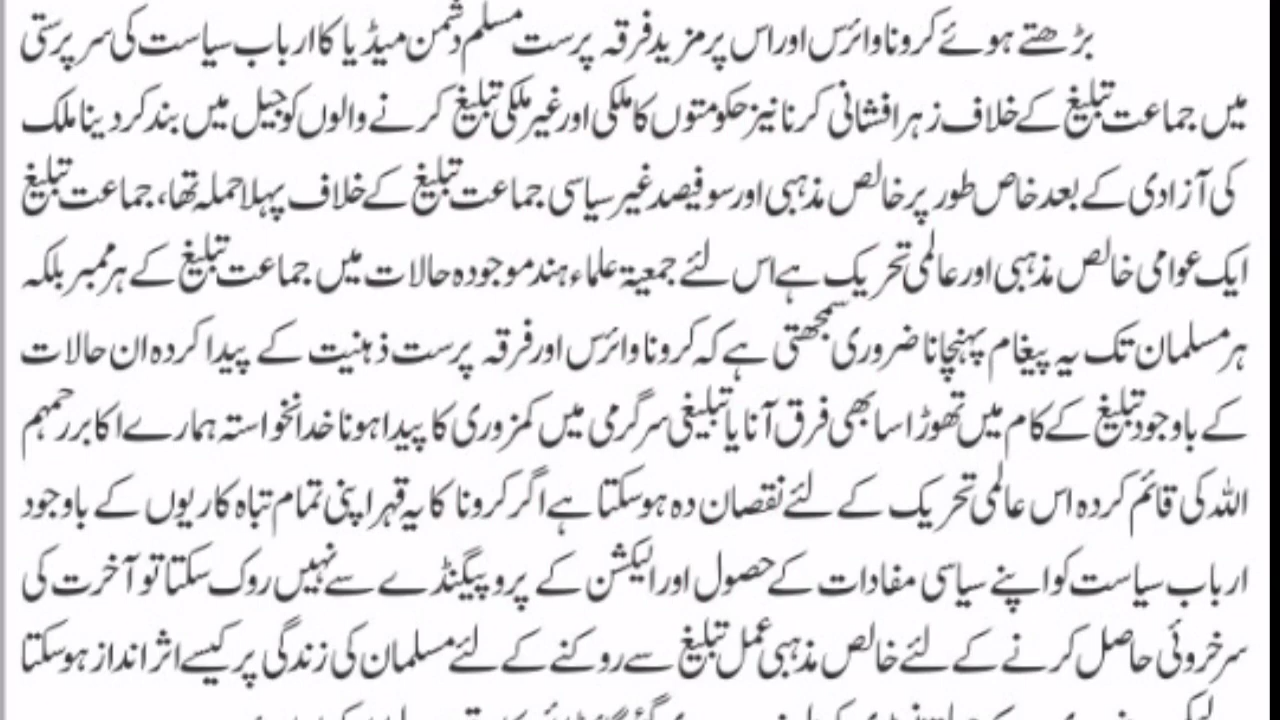 بڑھتے ہوئے کرونا وائرس اور اس پر مزید فرقہ پرست مسلم دشمن میڈیا کا ارباب سیاست کی سرپرستی
میں جماعت تبلیغ کے خلاف زہر افشانی کرنا نیز حکومتوں کا ملکی اور غیر ملکی تبلیغ کرنے والوں کو جیل میں بند کر دینا ملک
کی آزادی کے بعد خاص طور پر خالص مذہبی اور سو فیصد غیر سیاسی جماعت تبلیغ کے خلاف پہلا حملہ تھا، جماعت تبلیغ
ایک عوامی خالص مذہبی اور عالمی تحریک ہے اس لئے جمعیۃ علماء ہند موجودہ حالات میں جماعت تبلیغ کے ہر ممبر بلکہ
ہر مسلمان تک یہ پیغام پہنچانا ضروری سمجھتی ہے کہ کرونا وائرس اور فرقہ پرست ذہنیت کے پیدا کردہ ان حالات
کے باوجود تبلیغ کے کام میں تھوڑا سا بھی فرق آنا یا تبلیغی سرگرمی میں کمزوری کا پیدا ہونا خدانخواستہ ہمارے اکابر رحمہم
اللہ کی قائم کردہ اس عالمی تحریک کے لئے نقصان دہ ہوسکتا ہے اگر کرونا کا یہ قہر اپنی تمام تباہ کاریوں کے باوجود
ارباب سیاست کو اپنے سیاسی مفادات کے حصول اور الیکشن کے پروپیگنڈے سے نہیں روک سکتا تو آخرت کی
سرخروئی حاصل کرنے کے لئے خالص مذہبی عمل تبلیغ سے روکنے کے لئے مسلمان کی زندگی پر کیسے اثر انداز ہوسکتا